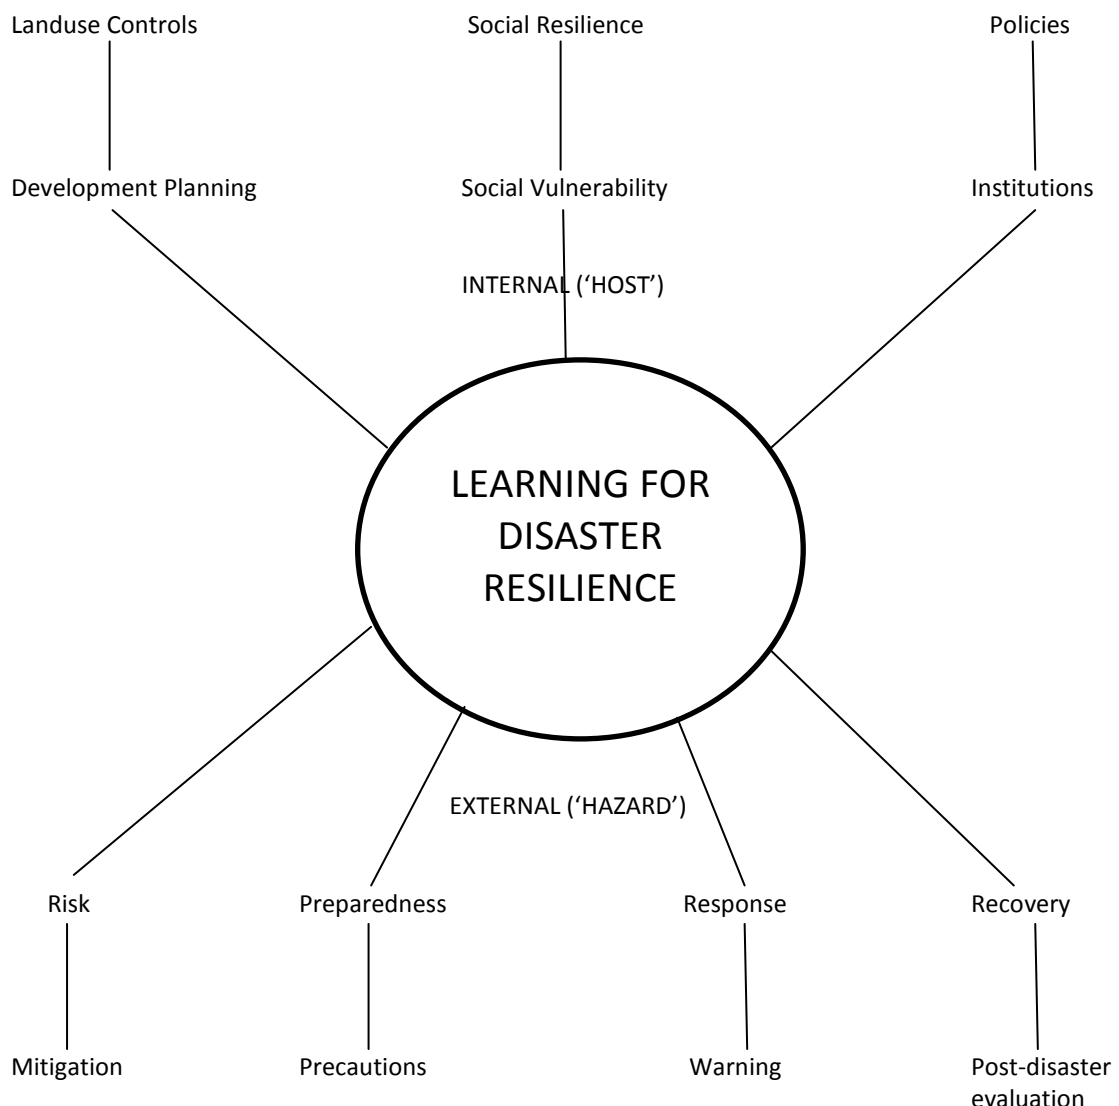 Landuse Controls
Social Resilience
Policies
Development Planning
Social Vulnerability
Institutions
INTERNAL (‘HOST’)
LEARNING FOR
DISASTER
RESILIENCE
EXTERNAL (‘HAZARD’)
Risk
Preparedness
Response
Recovery
Mitigation
Precautions
Warning
Post-disaster
evaluation